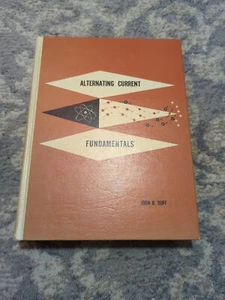 ALTERNATING CURRENT
FUNDAMENTALS
JOHN R. DUFF